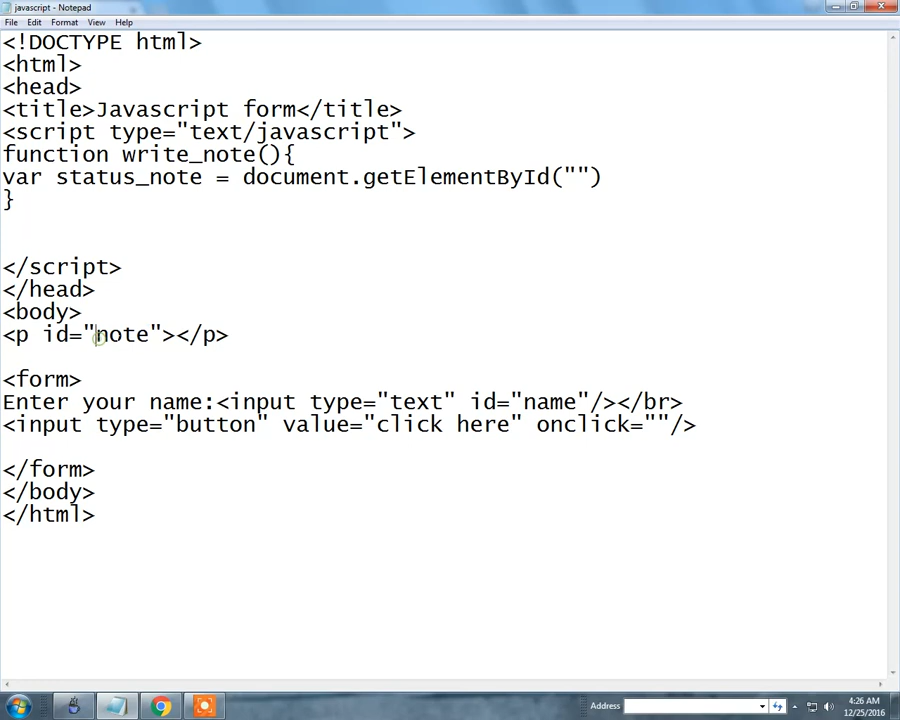 javascript - Notepad
File Edit Format View Help
<!DOCTYPE html>
<html>
<head>
<title>Javascript form</title>
<script type="text/javascript">
function write_note(){
var status_note = document.getElementById("")
}
</script>
</head>
<body>
<p id="note"></p>
<form>
Enter your name:<input type="text" id="name"/></br>
<input type="button" value="click here" onclick=""/>
</form>
</body>
</html>
Address
4:26 AM
12/25/2016